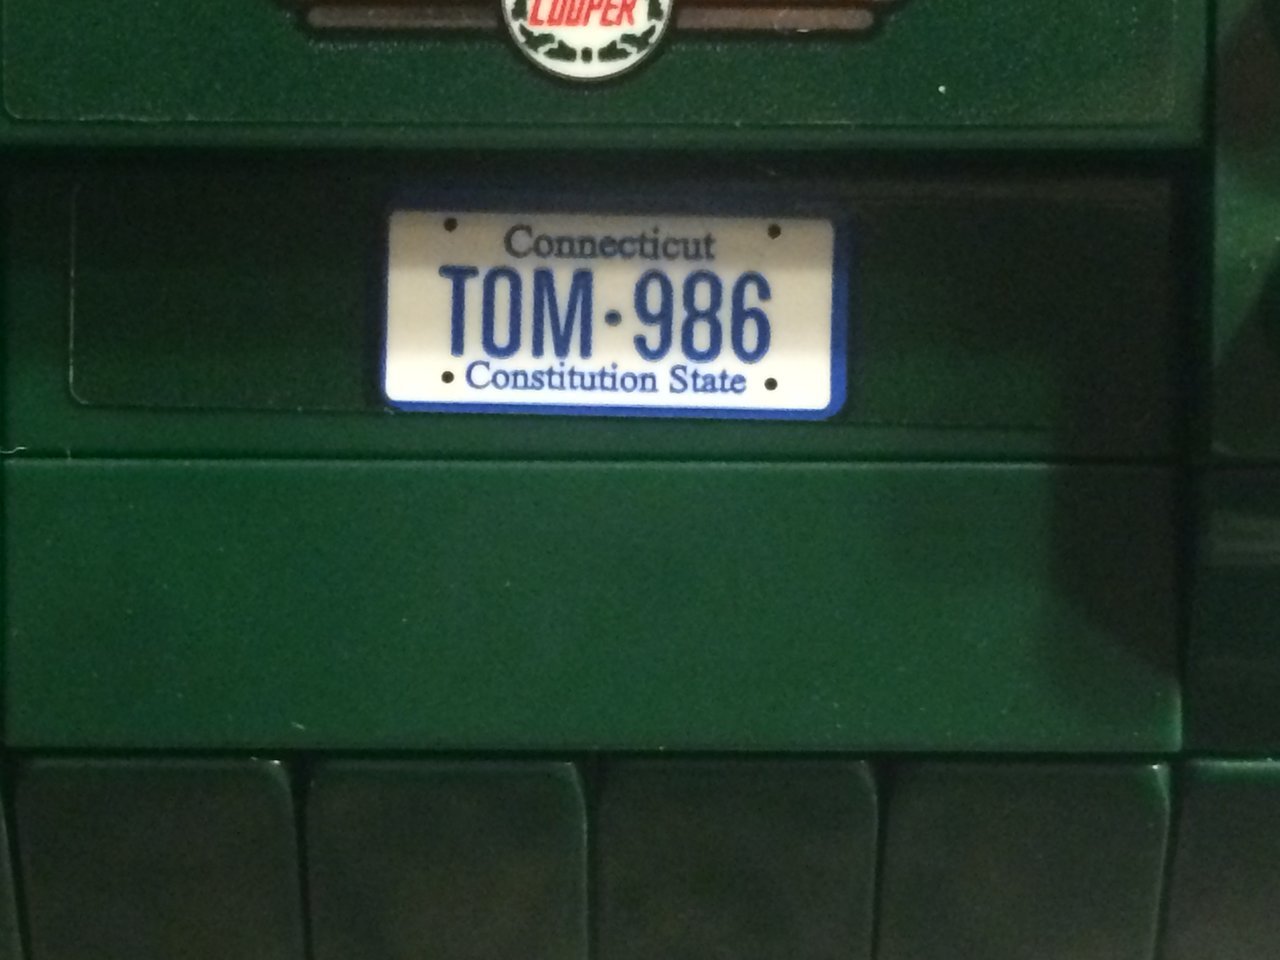 COOPER
Connecticut
TOM·986
Constitution State